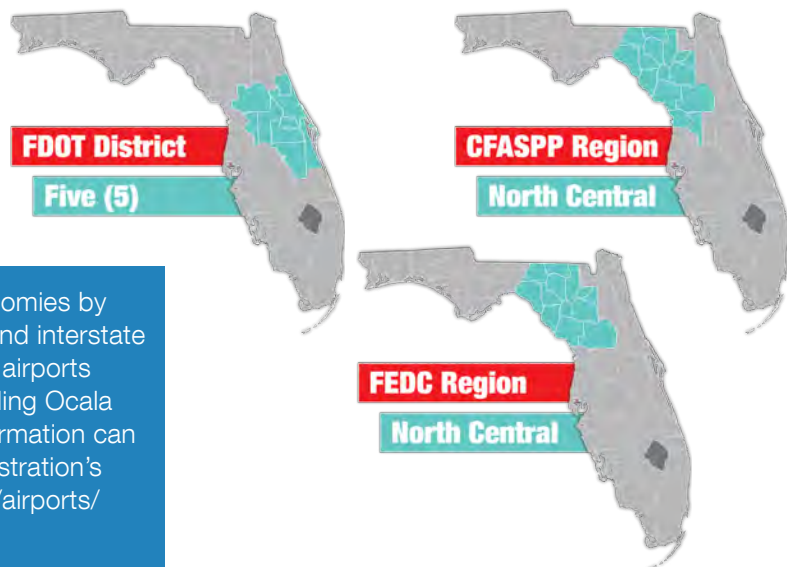 FDOT District
Five (5)
CFASPP Region
North Central
FEDC Region
North Central
omies by
nd interstate
airports
ling Ocala
rmation can
stration’s
/airports/